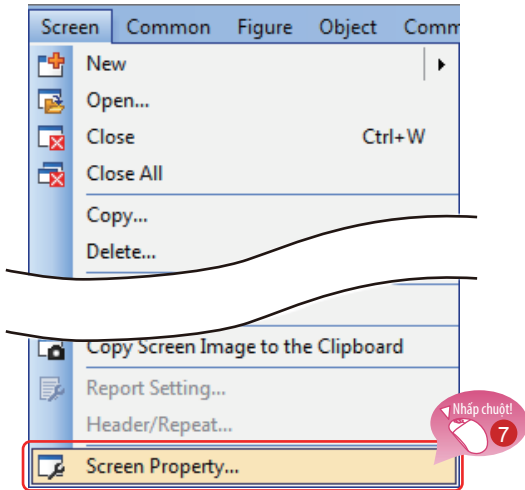 Screen Common Figure Object Comm
New
Open...
Close Ctrl+W
Close All
Copy...
Delete...
Copy Screen Image to the Clipboard
Report Setting...
Header/Repeat...
Nhấp chuột!
7
Screen Property...